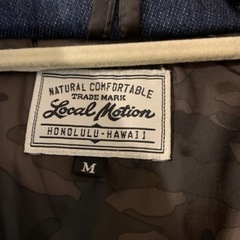 NATURAL COMFORTABLE
TRADE MARK
Local Motion
HONOLULU-HAWAII
M